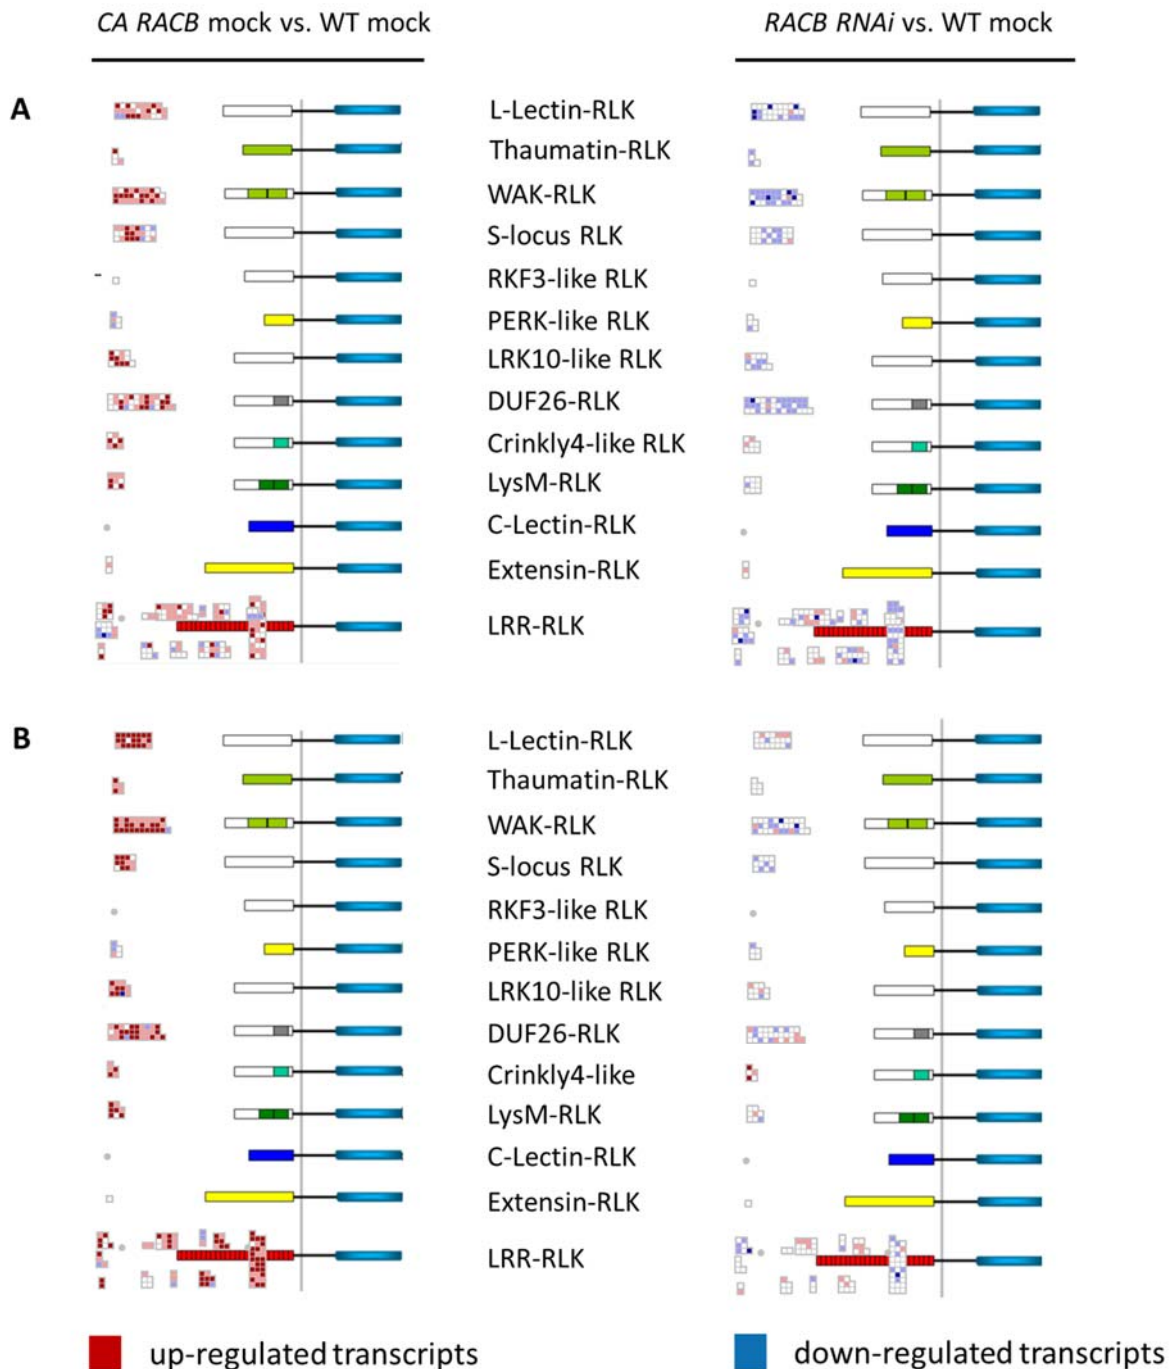 CA RACB mock vs. WT mock
RACB RNAi vs. WT mock
A
L-Lectin-RLK
Thaumatin-RLK
WAK-RLK
S-locus RLK
RKF3-like RLK
PERK-like RLK
LRK10-like RLK
DUF26-RLK
Crinkly4-like RLK
LysM-RLK
C-Lectin-RLK
Extensin-RLK
LRR-RLK
B
L-Lectin-RLK
Thaumatin-RLK
WAK-RLK
S-locus RLK
RKF3-like RLK
PERK-like RLK
LRK10-like RLK
DUF26-RLK
Crinkly4-like
LysM-RLK
C-Lectin-RLK
Extensin-RLK
LRR-RLK
up-regulated transcripts
down-regulated transcripts